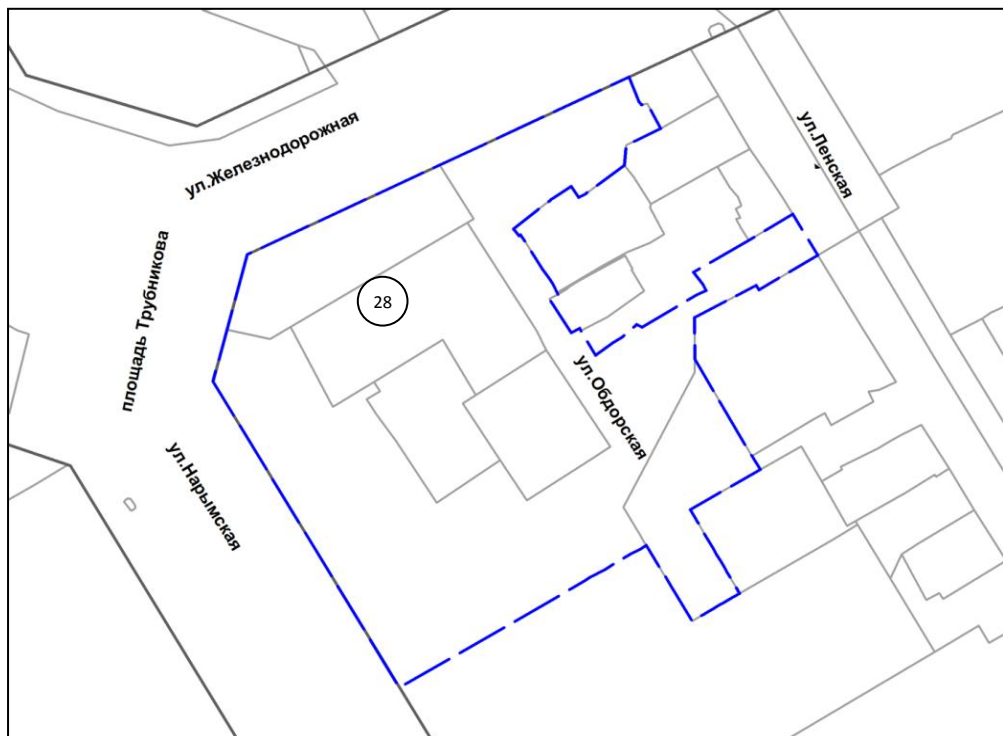 ул.Железнодорожная
ул.Ленская
площадь Трубникова
28
ул.Обдорская
ул.Нарымская